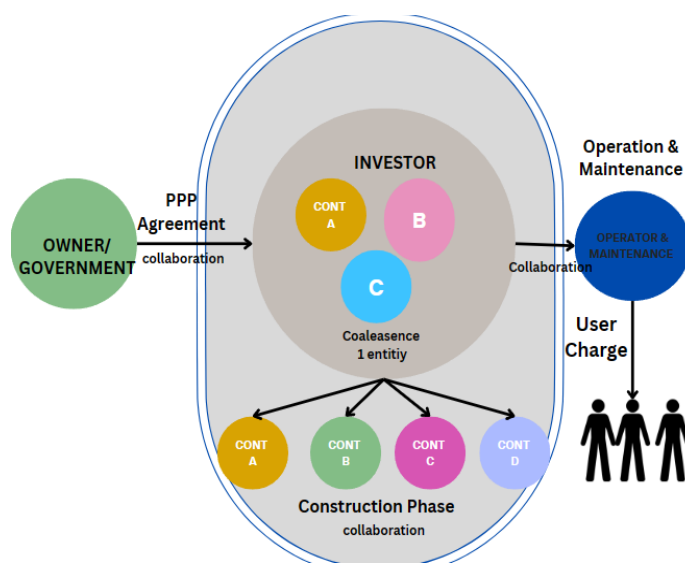 OWNER/
GOVERNMENT
PPP
Agreement
collaboration
INVESTOR
CONT
A
B
C
Coaleasence
1 entitiy
Collaboration
Operation &
Maintenance
OPERATOR &
MAINTENANCE
User
Charge
CONT
A
CONT
B
CONT
C
CONT
D
Construction Phase
collaboration